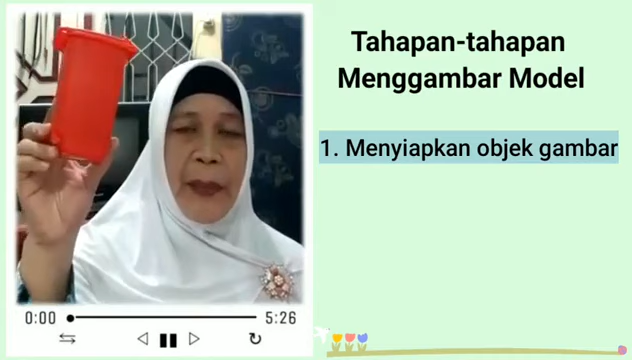 Tahapan-tahapan
Menggambar Model
1. Menyiapkan objek gambar
0:00
5:26